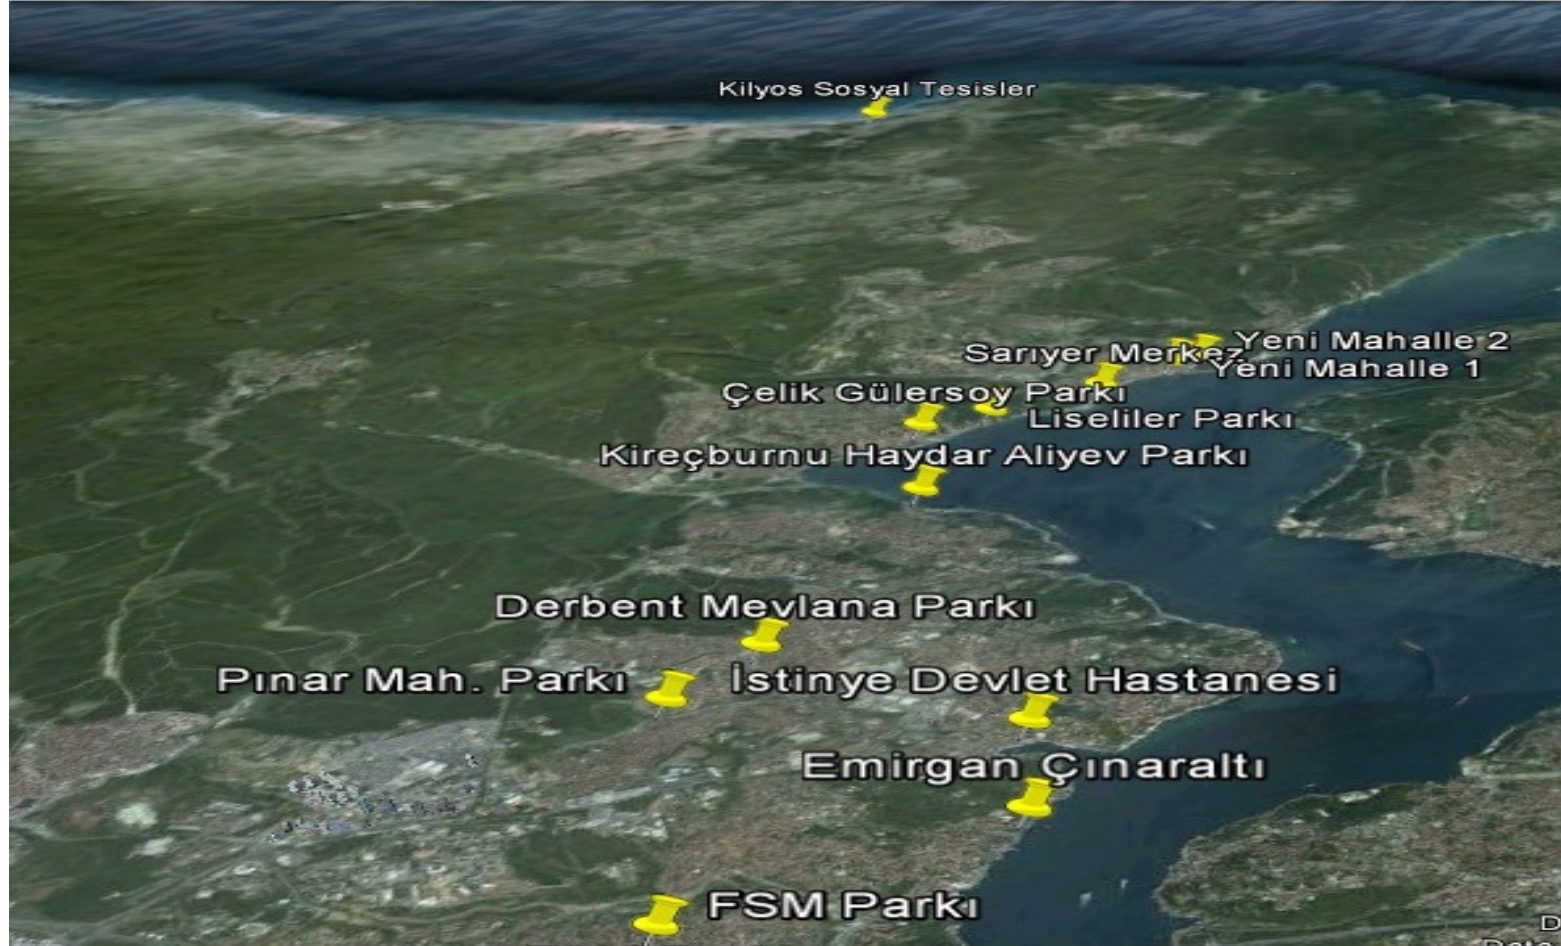 Kilyos Sosyal Tesisler
Yeni Mahalle 2
Sarıyer Merkez
Yeni Mahalle 1
Çelik Gülersoy Parkı
Liseliler Parkı
Kireçburnu Haydar Aliyev Parkı
Derbent Mevlana Parkı
Pınar Mah. Parkı
İstinye Devlet Hastanesi
Emirgan Çınaraltı
FSM Parkı